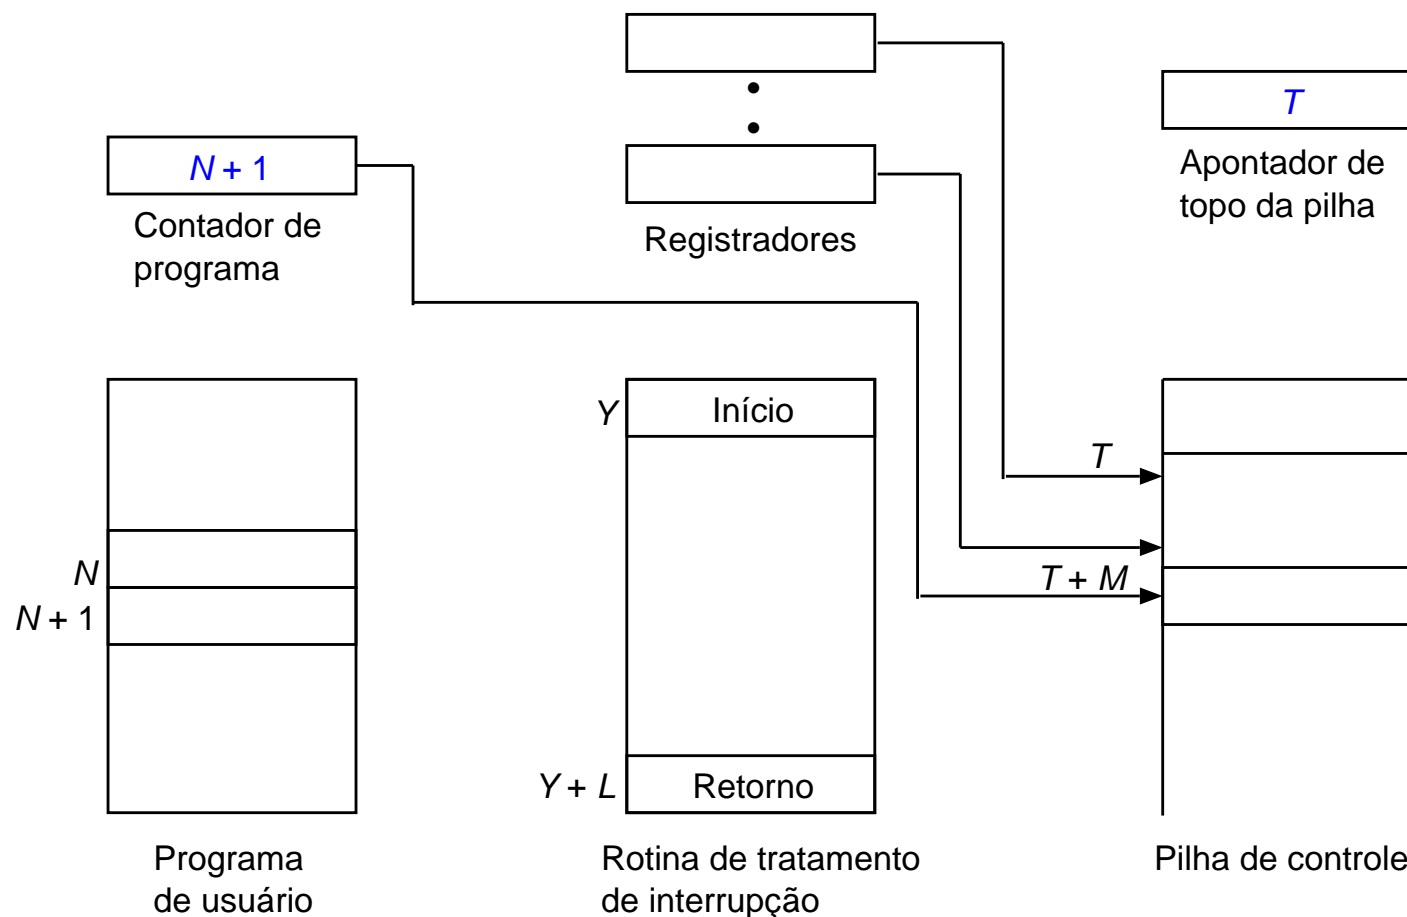 T
N + 1
Apontador de
topo da pilha
Contador de
programa
Registradores
Y
Início
T
N
T + M
N + 1
Y + L
Retorno
Programa
de usuário
Rotina de tratamento
de interrupção
Pilha de controle